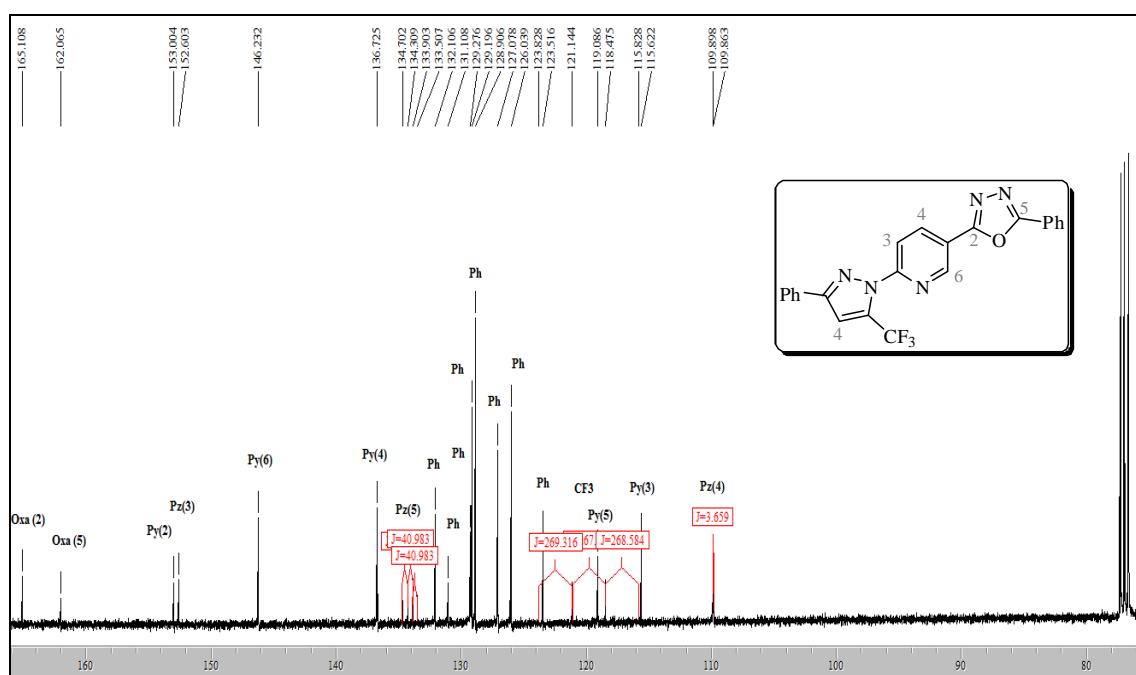 165.108
162.065
153.004
152.603
146.232
136.725
134.702
134.309
133.903
133.507
132.106
131.108
129.276
129.196
128.906
127.078
126.039
123.828
123.516
121.144
119.086
118.475
115.828
115.622
109.898
109.863
N
N
4
5
Ph
2
O
3
N
6
N
N
Ph
4
CF3
Ph
Ph
Ph
Ph
Py(6)
Py(4)
Ph
Ph
Ph
CF3
Py(3)
Pz(4)
Pz(3)
Pz(5)
Py(5)
Oxa (2)
Py(2)
Ph
J=3.659
Oxa (5)
J=40.983
J=269.316
J=268.584
J=40.983
160
150
140
130
120
110
100
90
80